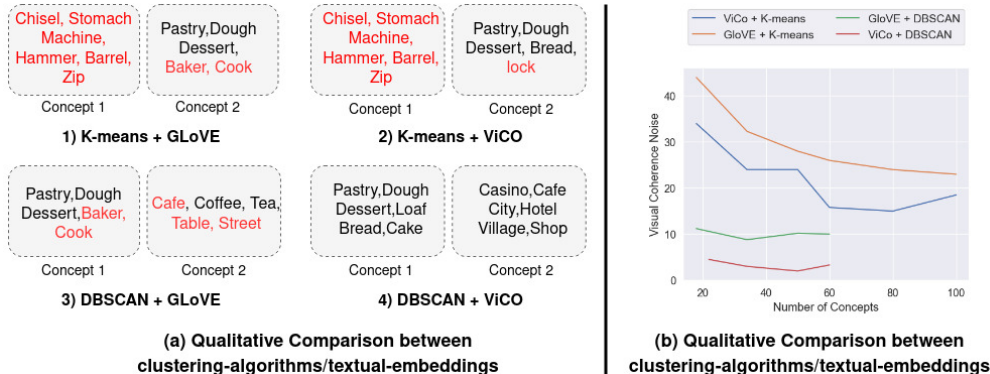 Chisel, Stomach
Machine,
Hammer, Barrel,
Zip
Concept 1
Pastry,Dough
Dessert,
Baker, Cook
Concept 2
1) K-means + GLoVE
Chisel, Stomach
Machine,
Hammer, Barrel,
Zip
Concept 1
Pastry,Dough
Dessert, Bread,
lock
Concept 2
2) K-means + ViCO
Pastry,Dough
Dessert,Baker,
Cook
Concept 1
Cafe, Coffee, Tea,
Table, Street
Concept 2
3) DBSCAN + GLoVE
Pastry,Dough
Dessert,Loaf
Bread,Cake
Concept 1
Casino,Cafe
City,Hotel
Village,Shop
Concept 2
4) DBSCAN + ViCO
(a) Qualitative Comparison between
clustering-algorithms/textual-embeddings
ViCo + K-means
GloVE + K-means
GloVE + DBSCAN
ViCo + DBSCAN
Visual Coherence Noise
40
30
20
10
0
20 40 60 80 100
Number of Concepts
(b) Qualitative Comparison between
clustering-algorithms/textual-embeddings